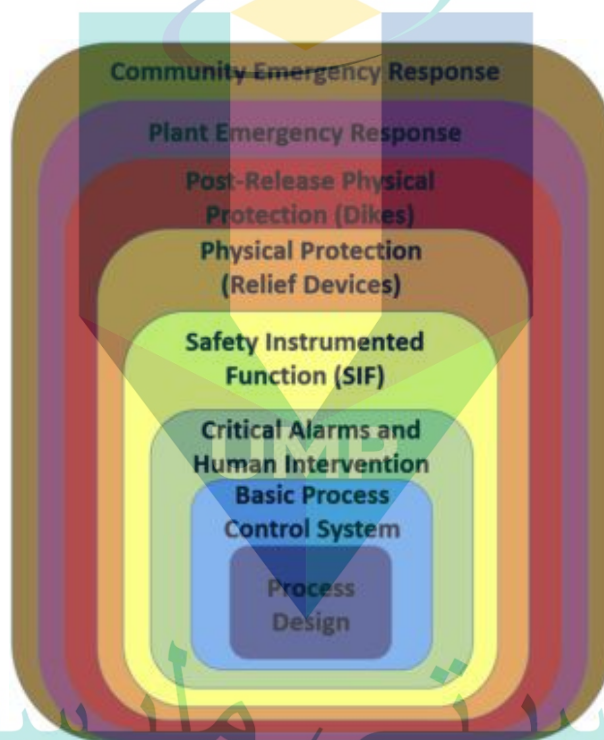 Community Emergency Response
Plant Emergency Response
Post-Release Physical
Protection (Dikes)
Physical Protection
(Relief Devices)
Safety Instrumented
Function (SIF)
Critical Alarms and
UMP
Human Intervention
Basic Process
Control System
Process
Design